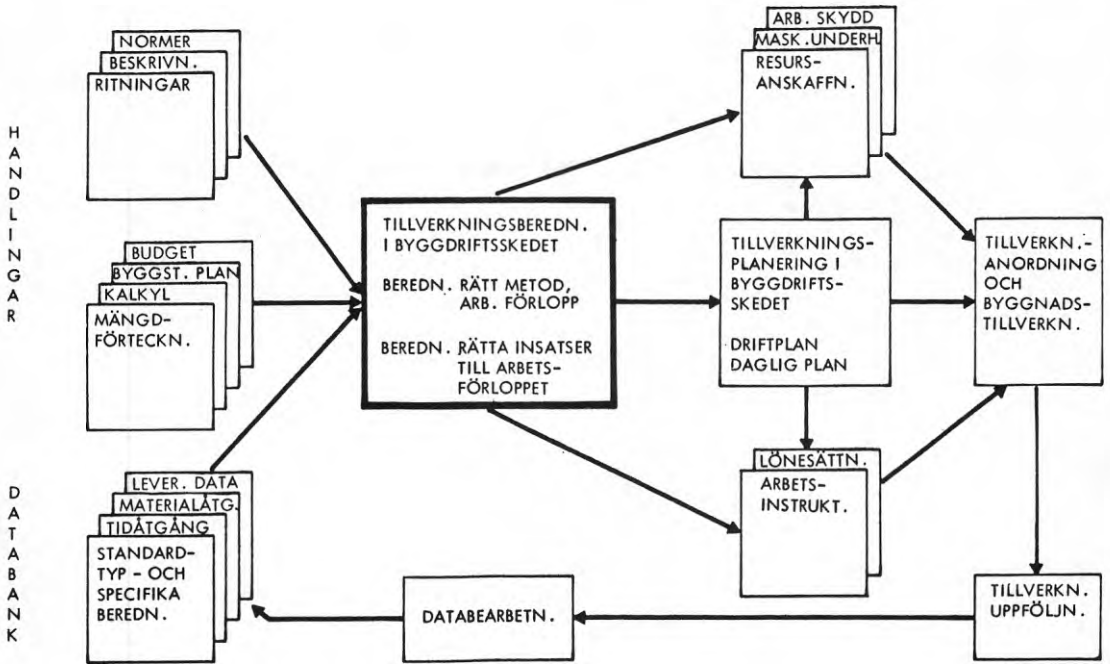 HANDLINGAR
NORMER
BESKRIVN.
RITNINGAR
BUDGET
BYGGST. PLAN
KALKYL
MÄNGD-
FÖRTECKN.
DATABANK
LEVER. DATA
MATERIALÅTG.
TIDÅTGÅNG
STANDARD-
TYP - OCH
SPECIFIKA
BEREDN.
TILLVERKNINGSBEREDN.
I BYGGDRIFTSSKEDET
BEREDN. RÄTT METOD,
ARB. FÖRLOPP
BEREDN. RÄTTA INSATSER
TILL ARBETS-
FÖRLOPPET
ARB. SKYDD
MASK.UNDERH.
RESURS-
ANSKAFFN.
TILLVERKNINGS-
PLANERING I
BYGGDRIFTS-
SKEDET
DRIFTPLAN
DAGLIG PLAN
LÖNESÄTTN.
ARBETS-
INSTRUKT.
TILLVERKN.-
ANORDNING
OCH
BYGGNADS-
TILLVERKN.
TILLVERKN.
UPPFÖLJN.
DATABEARBETN.